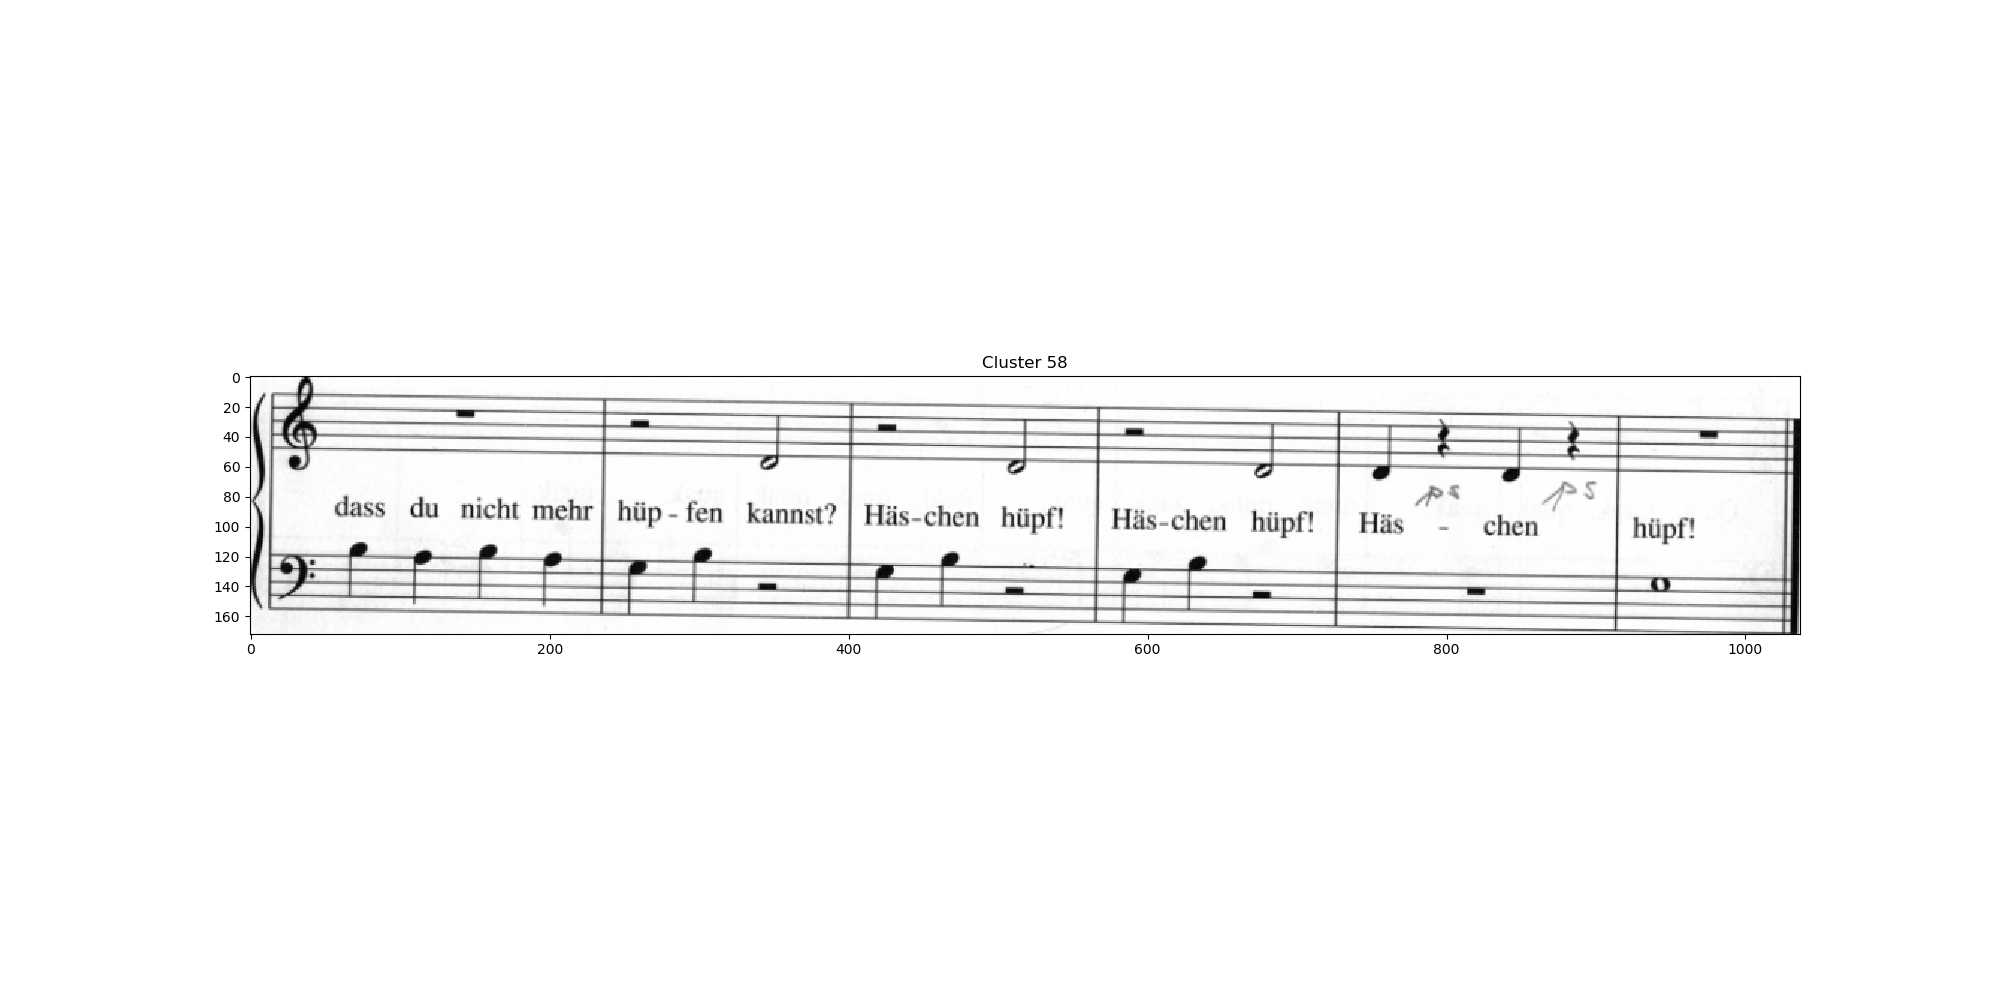 Cluster 58
0
20
40
60
80
100
120
140
160
dass du nicht mehr hüp - fen kannst? Häs-chen hüpf! Häs-chen hüpf! Häs - chen hüpf!
ps ps
0 200 400 600 800 1000